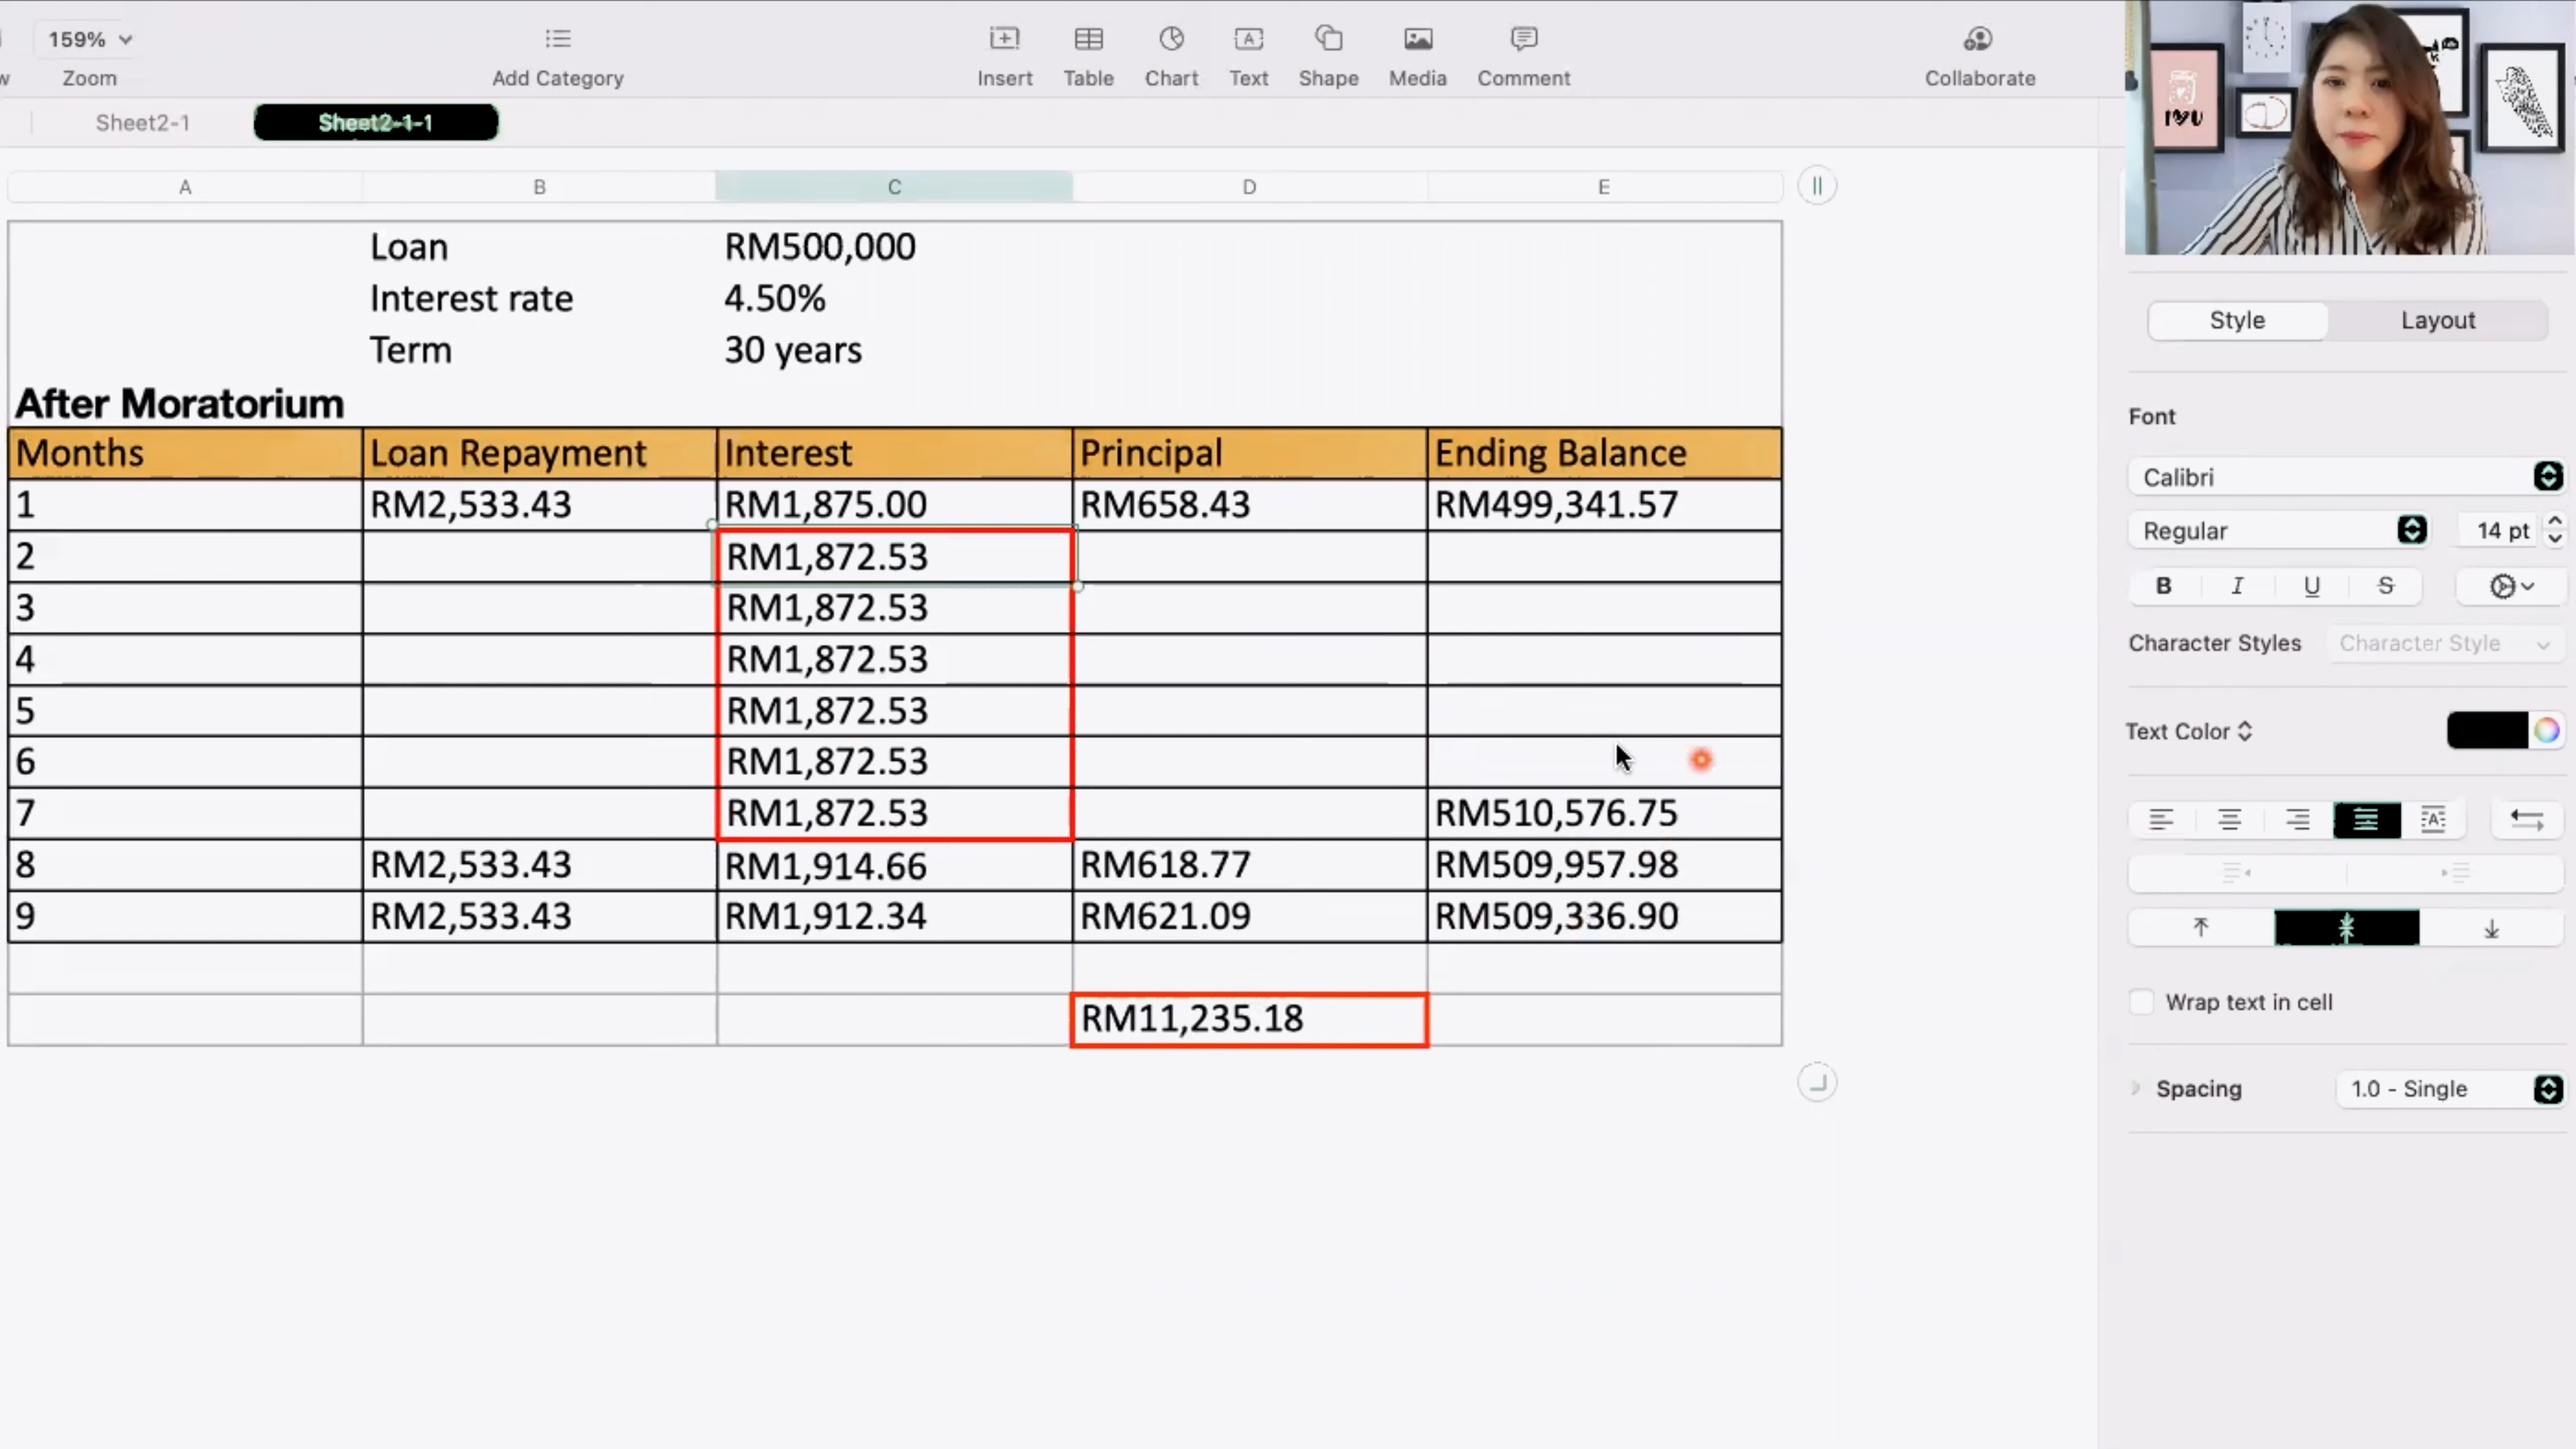 159%
Zoom
Add Category
Insert
Table
Chart
Text
Shape
Media
Comment
Collaborate
Sheet2-1
Sheet2-1-1
A B C D E
Loan RM500,000
Interest rate 4.50%
Term 30 years
After Moratorium
Months Loan Repayment Interest Principal Ending Balance
1 RM2,533.43 RM1,875.00 RM658.43 RM499,341.57
2 RM1,872.53
3 RM1,872.53
4 RM1,872.53
5 RM1,872.53
6 RM1,872.53
7 RM1,872.53 RM510,576.75
8 RM2,533.43 RM1,914.66 RM618.77 RM509,957.98
9 RM2,533.43 RM1,912.34 RM621.09 RM509,336.90
RM11,235.18
I♥U
Style Layout
Font
Calibri
Regular 14 pt
B I U S
Character Styles Character Style
Text Color
Wrap text in cell
Spacing 1.0 - Single